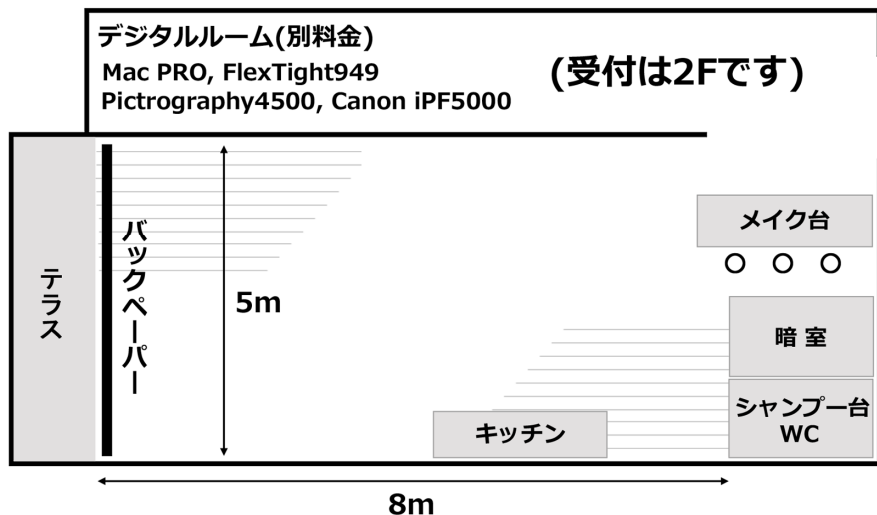 デジタルルーム(別料金)
Mac PRO, FlexTight949
Pictrography4500, Canon iPF5000
(受付は2Fです)
テラス
バックペーパー
5m
メイク台
暗 室
シャンプー台
WC
キッチン
8m